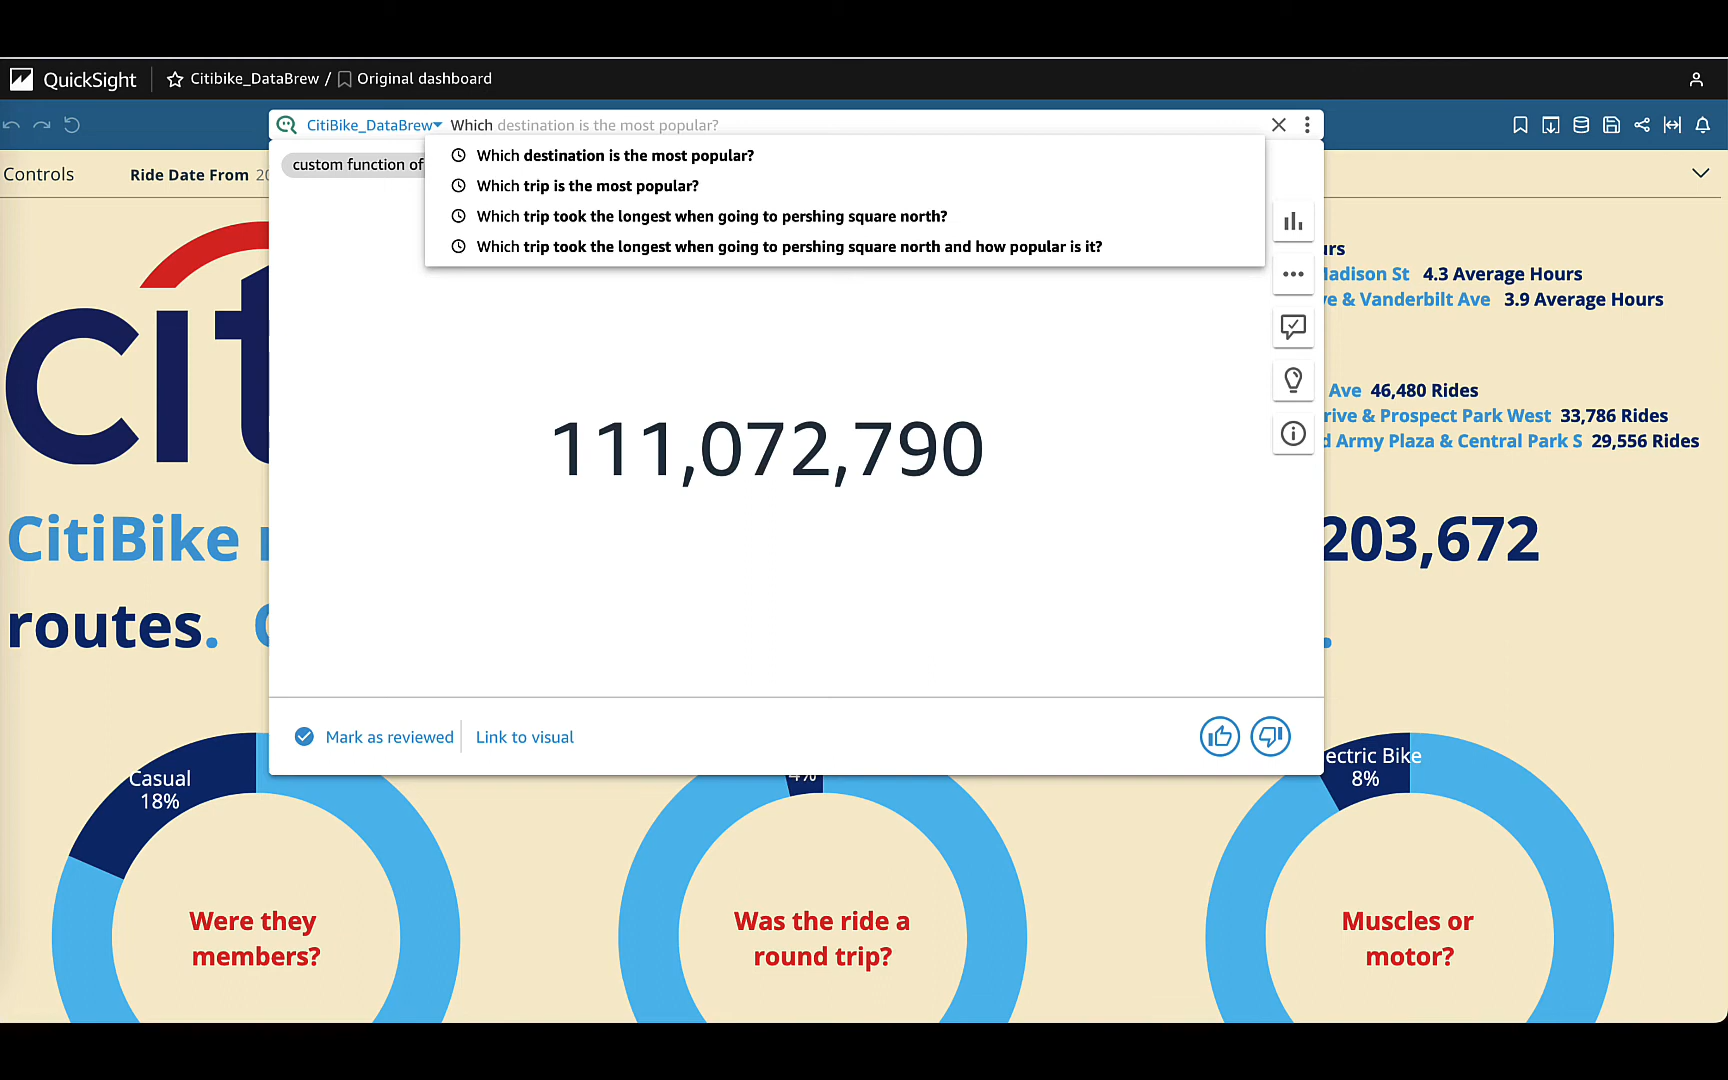 QuickSight Citibike_DataBrew / Original dashboard
CitiBike_DataBrew Which destination is the most popular?
Controls Ride Date From
custom function of
Which destination is the most popular?
Which trip is the most popular?
Which trip took the longest when going to pershing square north?
Which trip took the longest when going to pershing square north and how popular is it?
Madison St 4.3 Average Hours
& Vanderbilt Ave 3.9 Average Hours
Ave 46,480 Rides
& Prospect Park West 33,786 Rides
Army Plaza & Central Park S 29,556 Rides
citi
111,072,790
CitiBike 203,672
routes.
Mark as reviewed Link to visual
Casual
18%
4%
Electric Bike
8%
Were they
members?
Was the ride a
round trip?
Muscles or
motor?